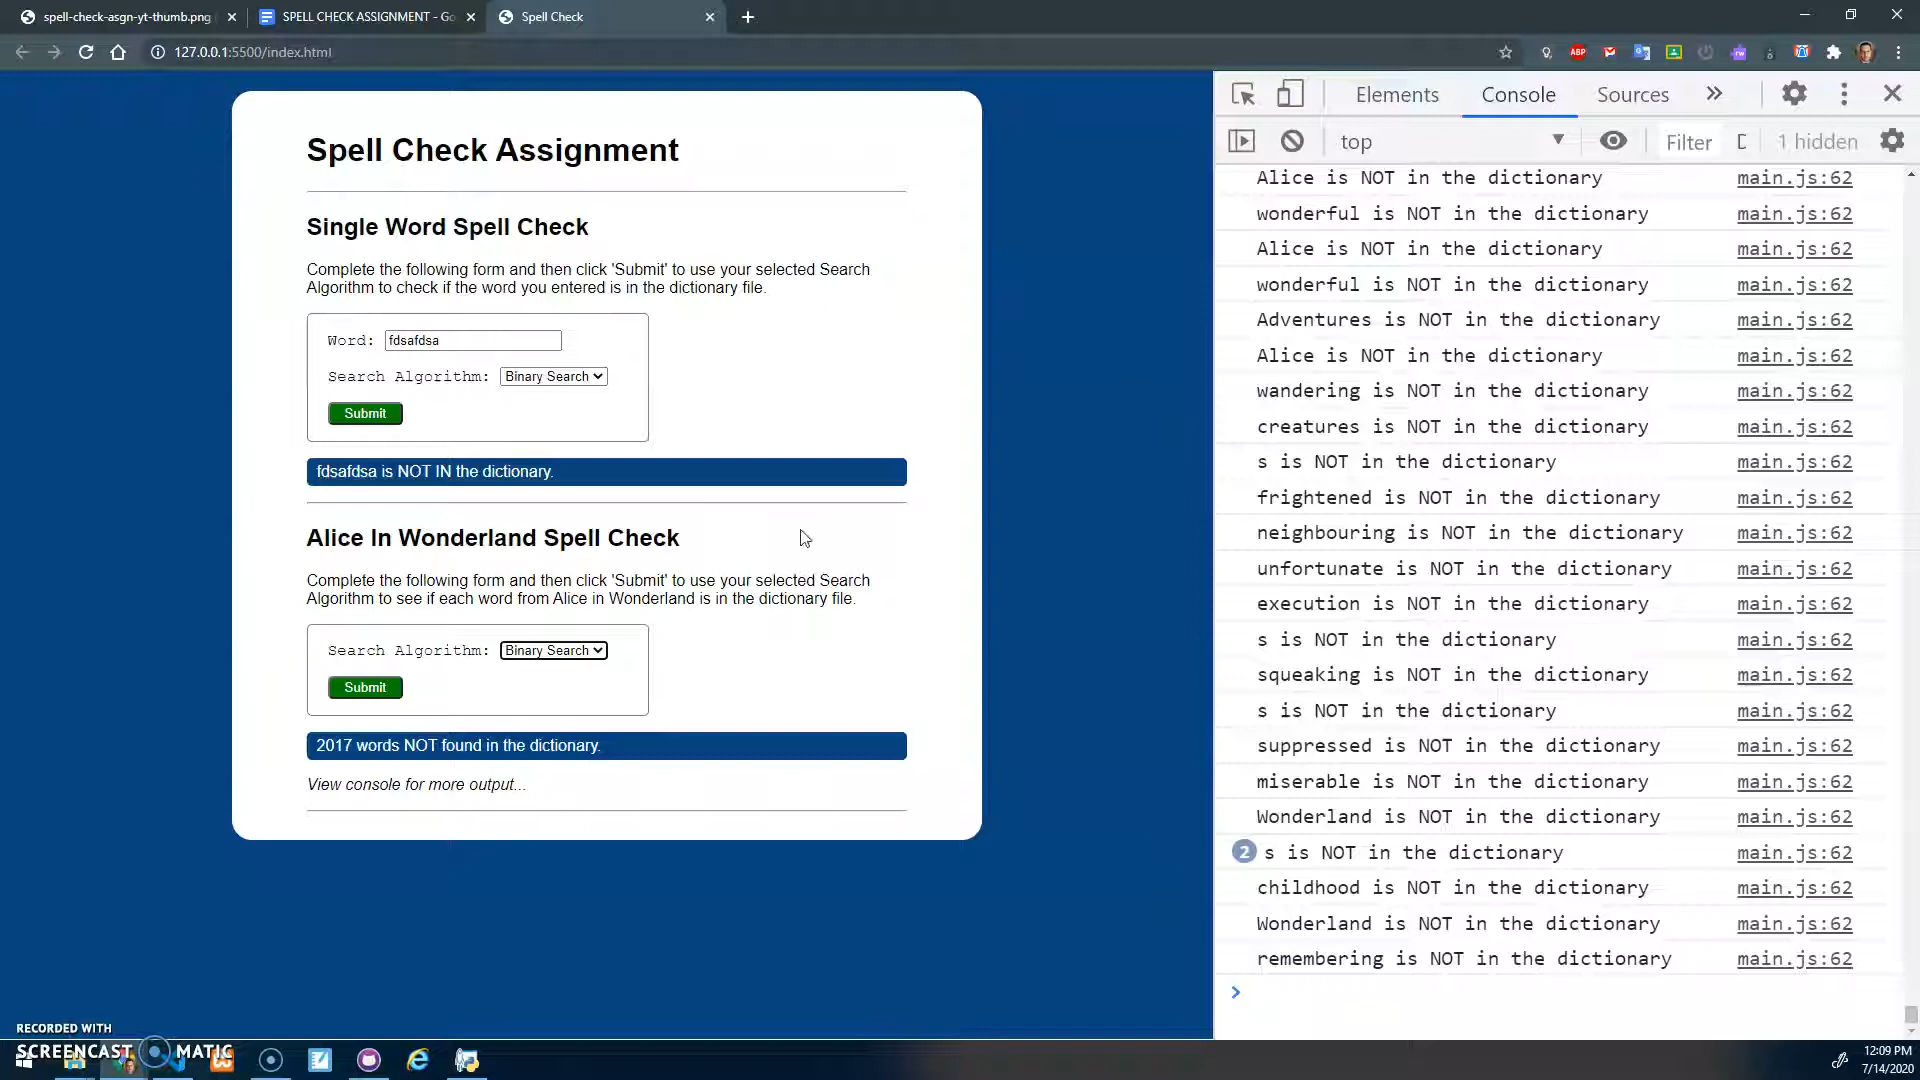 spell-check-asgn-yt-thumb.png
SPELL CHECK ASSIGNMENT - Go
Spell Check
127.0.0.1:5500/index.html
Spell Check Assignment
Single Word Spell Check
Complete the following form and then click 'Submit' to use your selected Search
Algorithm to check if the word you entered is in the dictionary file.
Word: fdsafdsa
Search Algorithm: Binary Search
Submit
fdsafdsa is NOT IN the dictionary.
Alice In Wonderland Spell Check
Complete the following form and then click 'Submit' to use your selected Search
Algorithm to see if each word from Alice in Wonderland is in the dictionary file.
Search Algorithm: Binary Search
Submit
2017 words NOT found in the dictionary.
View console for more output...
Elements Console Sources
top Filter 1 hidden
Alice is NOT in the dictionary main.js:62
wonderful is NOT in the dictionary main.js:62
Alice is NOT in the dictionary main.js:62
wonderful is NOT in the dictionary main.js:62
Adventures is NOT in the dictionary main.js:62
Alice is NOT in the dictionary main.js:62
wandering is NOT in the dictionary main.js:62
creatures is NOT in the dictionary main.js:62
s is NOT in the dictionary main.js:62
frightened is NOT in the dictionary main.js:62
neighbouring is NOT in the dictionary main.js:62
unfortunate is NOT in the dictionary main.js:62
execution is NOT in the dictionary main.js:62
s is NOT in the dictionary main.js:62
squeaking is NOT in the dictionary main.js:62
s is NOT in the dictionary main.js:62
suppressed is NOT in the dictionary main.js:62
miserable is NOT in the dictionary main.js:62
Wonderland is NOT in the dictionary main.js:62
2 s is NOT in the dictionary main.js:62
childhood is NOT in the dictionary main.js:62
Wonderland is NOT in the dictionary main.js:62
remembering is NOT in the dictionary main.js:62
RECORDED WITH
SCREENCAST MATIC
12:09 PM
7/14/2020